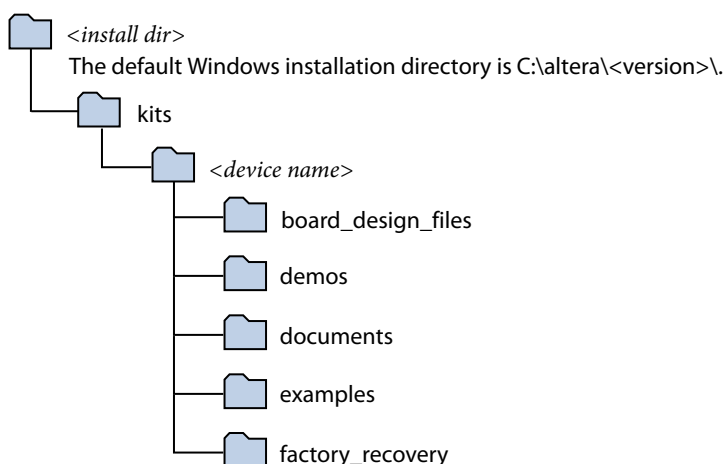 <install dir>
The default Windows installation directory is C:\altera\<version>\.
kits
<device name>
board_design_files
demos
documents
examples
factory_recovery